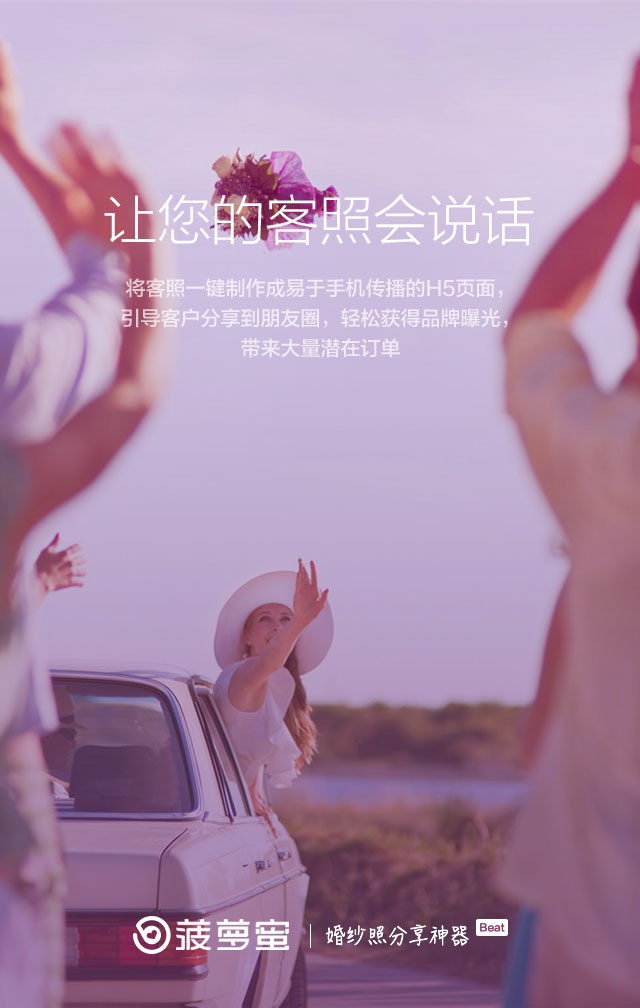 让您的客照会说话
将客照一键制作成易于手机传播的H5页面，
引导客户分享到朋友圈，轻松获得品牌曝光，
带来大量潜在订单
菠萝蜜 | 婚纱照分享神器 Beat